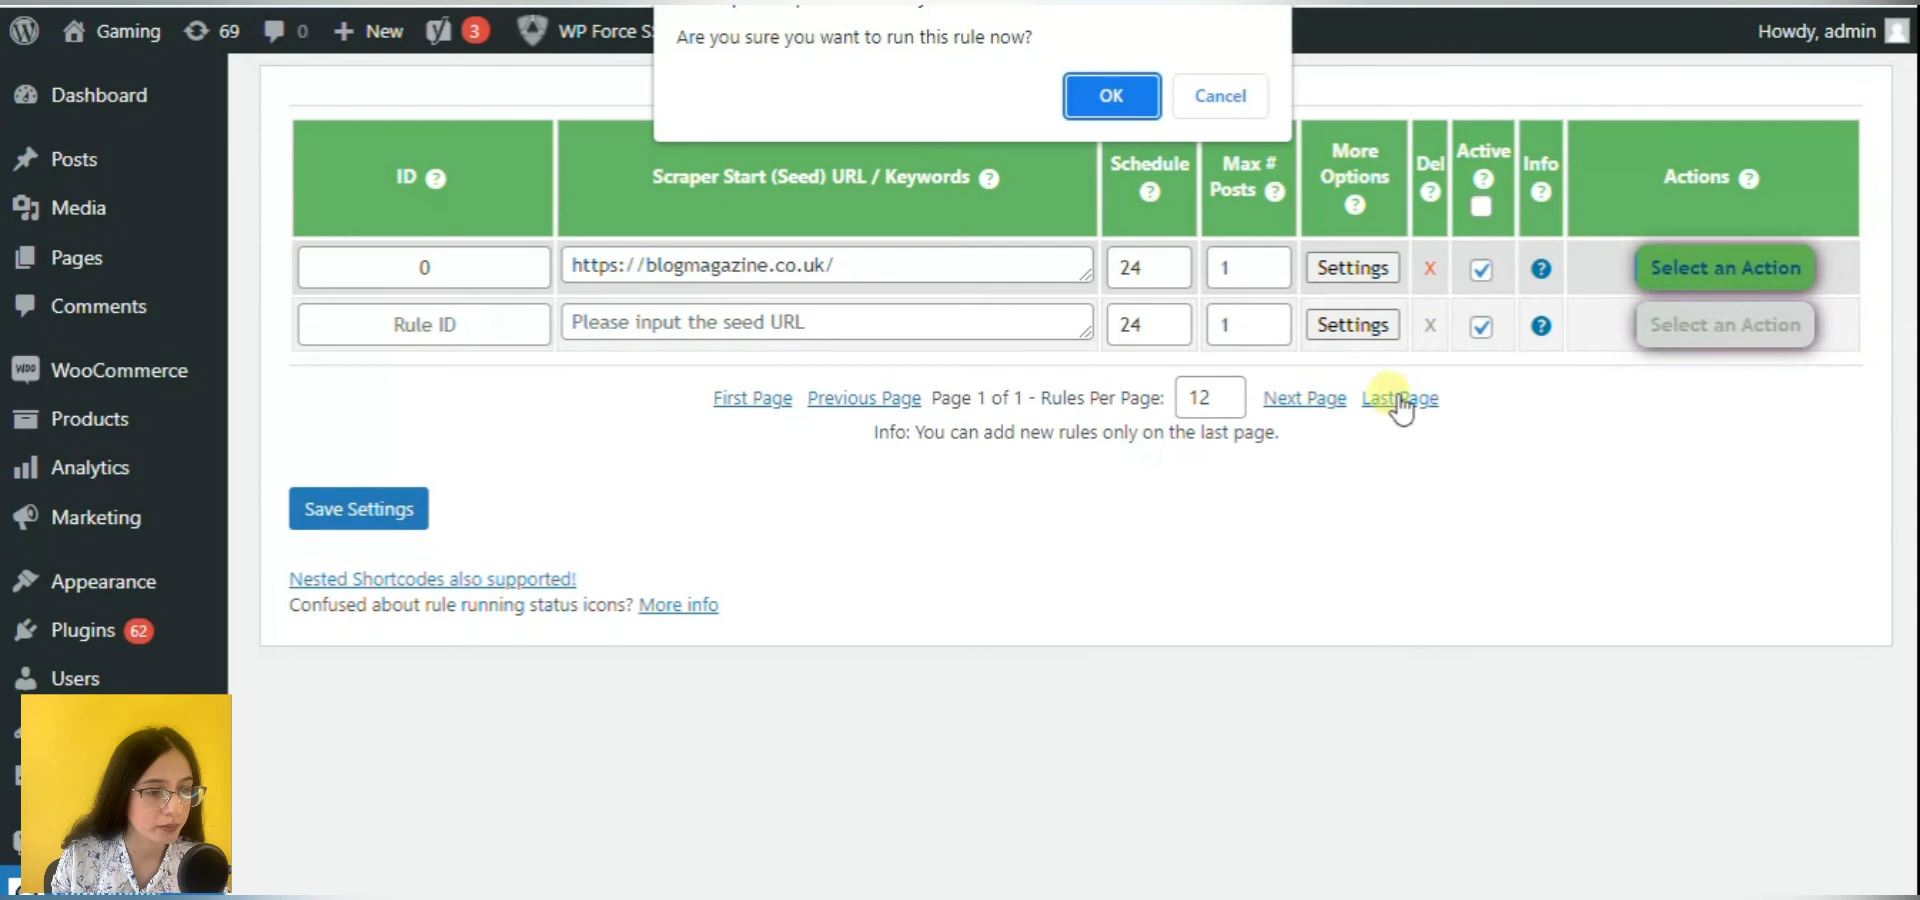 Gaming 69 0 + New 3 WP Force S Howdy, admin
Are you sure you want to run this rule now?
OK Cancel
Dashboard
Posts
Media
Pages
Comments
WooCommerce
Products
Analytics
Marketing
Appearance
Plugins 62
Users
ID ? Scraper Start (Seed) URL / Keywords ? Schedule ? Max # Posts ? More Options ? Del ? Active ? Info ? Actions ?
0 https://blogmagazine.co.uk/ 24 1 Settings X ? Select an Action
Rule ID Please input the seed URL 24 1 Settings X ? Select an Action
First Page Previous Page Page 1 of 1 - Rules Per Page: 12 Next Page Last Page
Info: You can add new rules only on the last page.
Save Settings
Nested Shortcodes also supported!
Confused about rule running status icons? More info